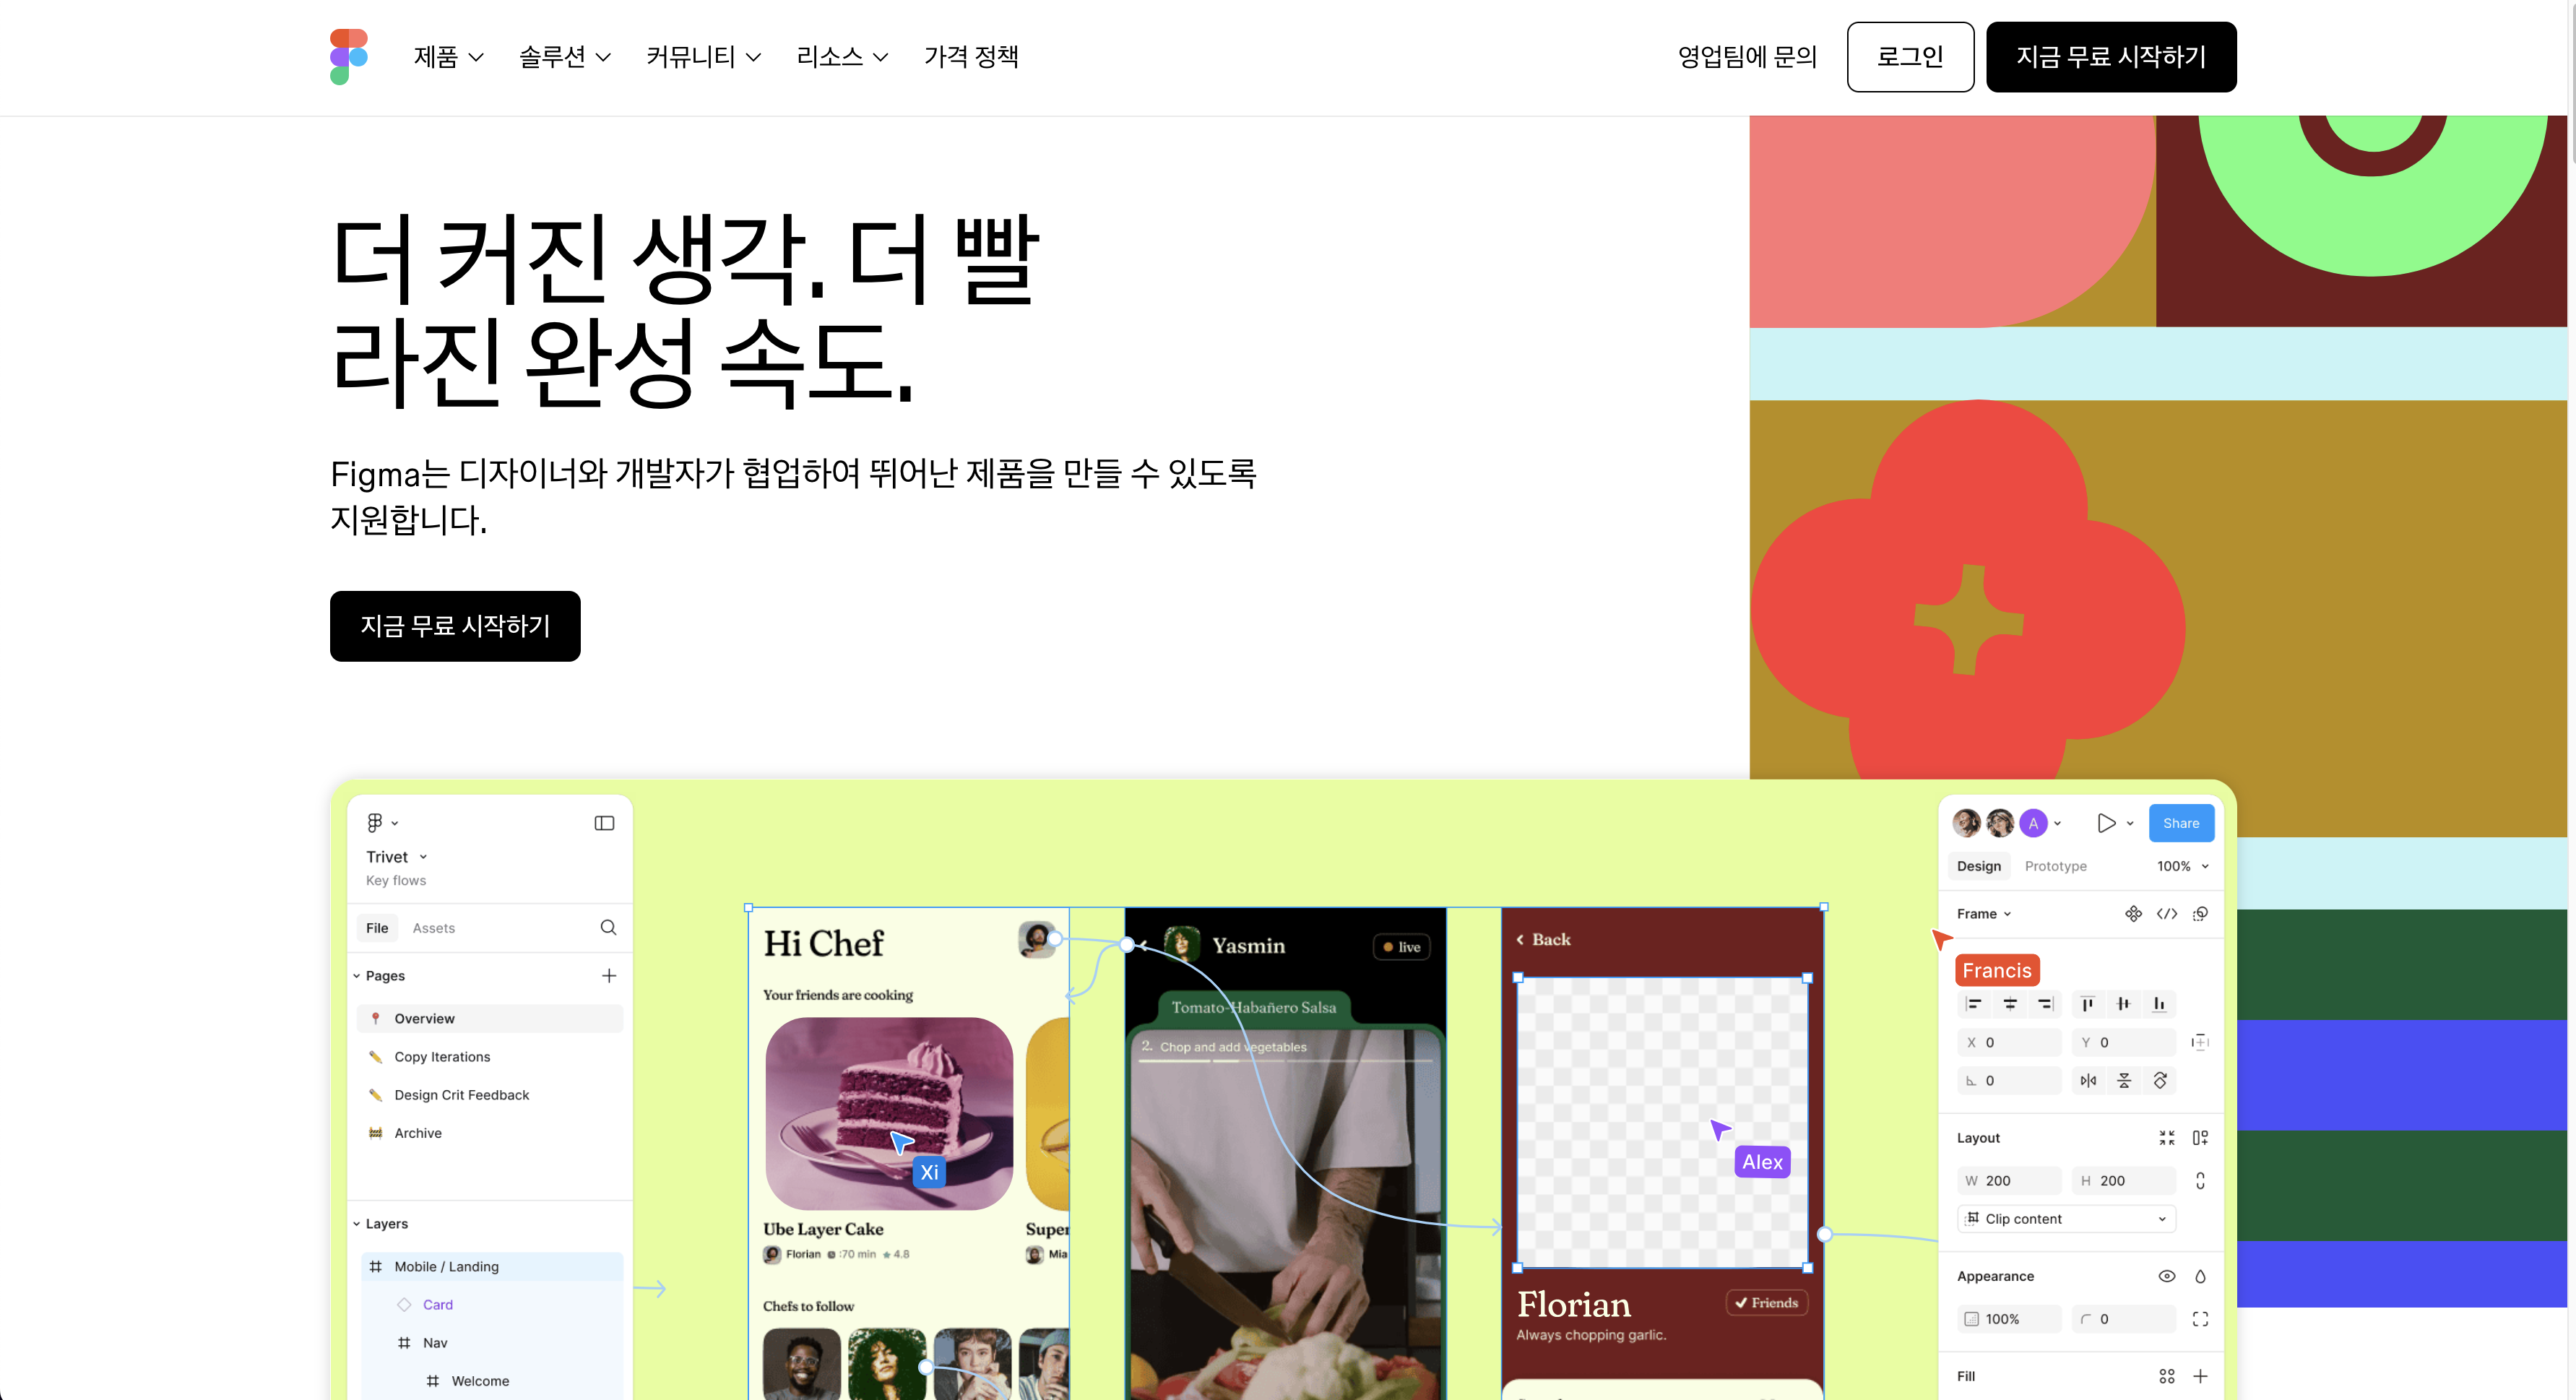 제품
솔루션
커뮤니티
리소스
가격 정책
영업팀에 문의
로그인
지금 무료 시작하기
더 커진 생각. 더 빨
라진 완성 속도.
Figma는 디자이너와 개발자가 협업하여 뛰어난 제품을 만들 수 있도록
지원합니다.
지금 무료 시작하기
Trivet
Key flows
File
Assets
Pages
Overview
Copy Iterations
Design Crit Feedback
Archive
Layers
Mobile / Landing
Card
Nav
Welcome
Hi Chef
Your friends are cooking
Xi
Ube Layer Cake
Florian :70 min 4.8
Super
Mia
Chefs to follow
Yasmin
live
Tomato-Habañero Salsa
2. Chop and add vegetables
Back
Alex
Florian
Friends
Always chopping garlic.
A
Share
Design
Prototype
100%
Frame
Francis
X 0
Y 0
0
Layout
W 200
H 200
Clip content
Appearance
100%
0
Fill